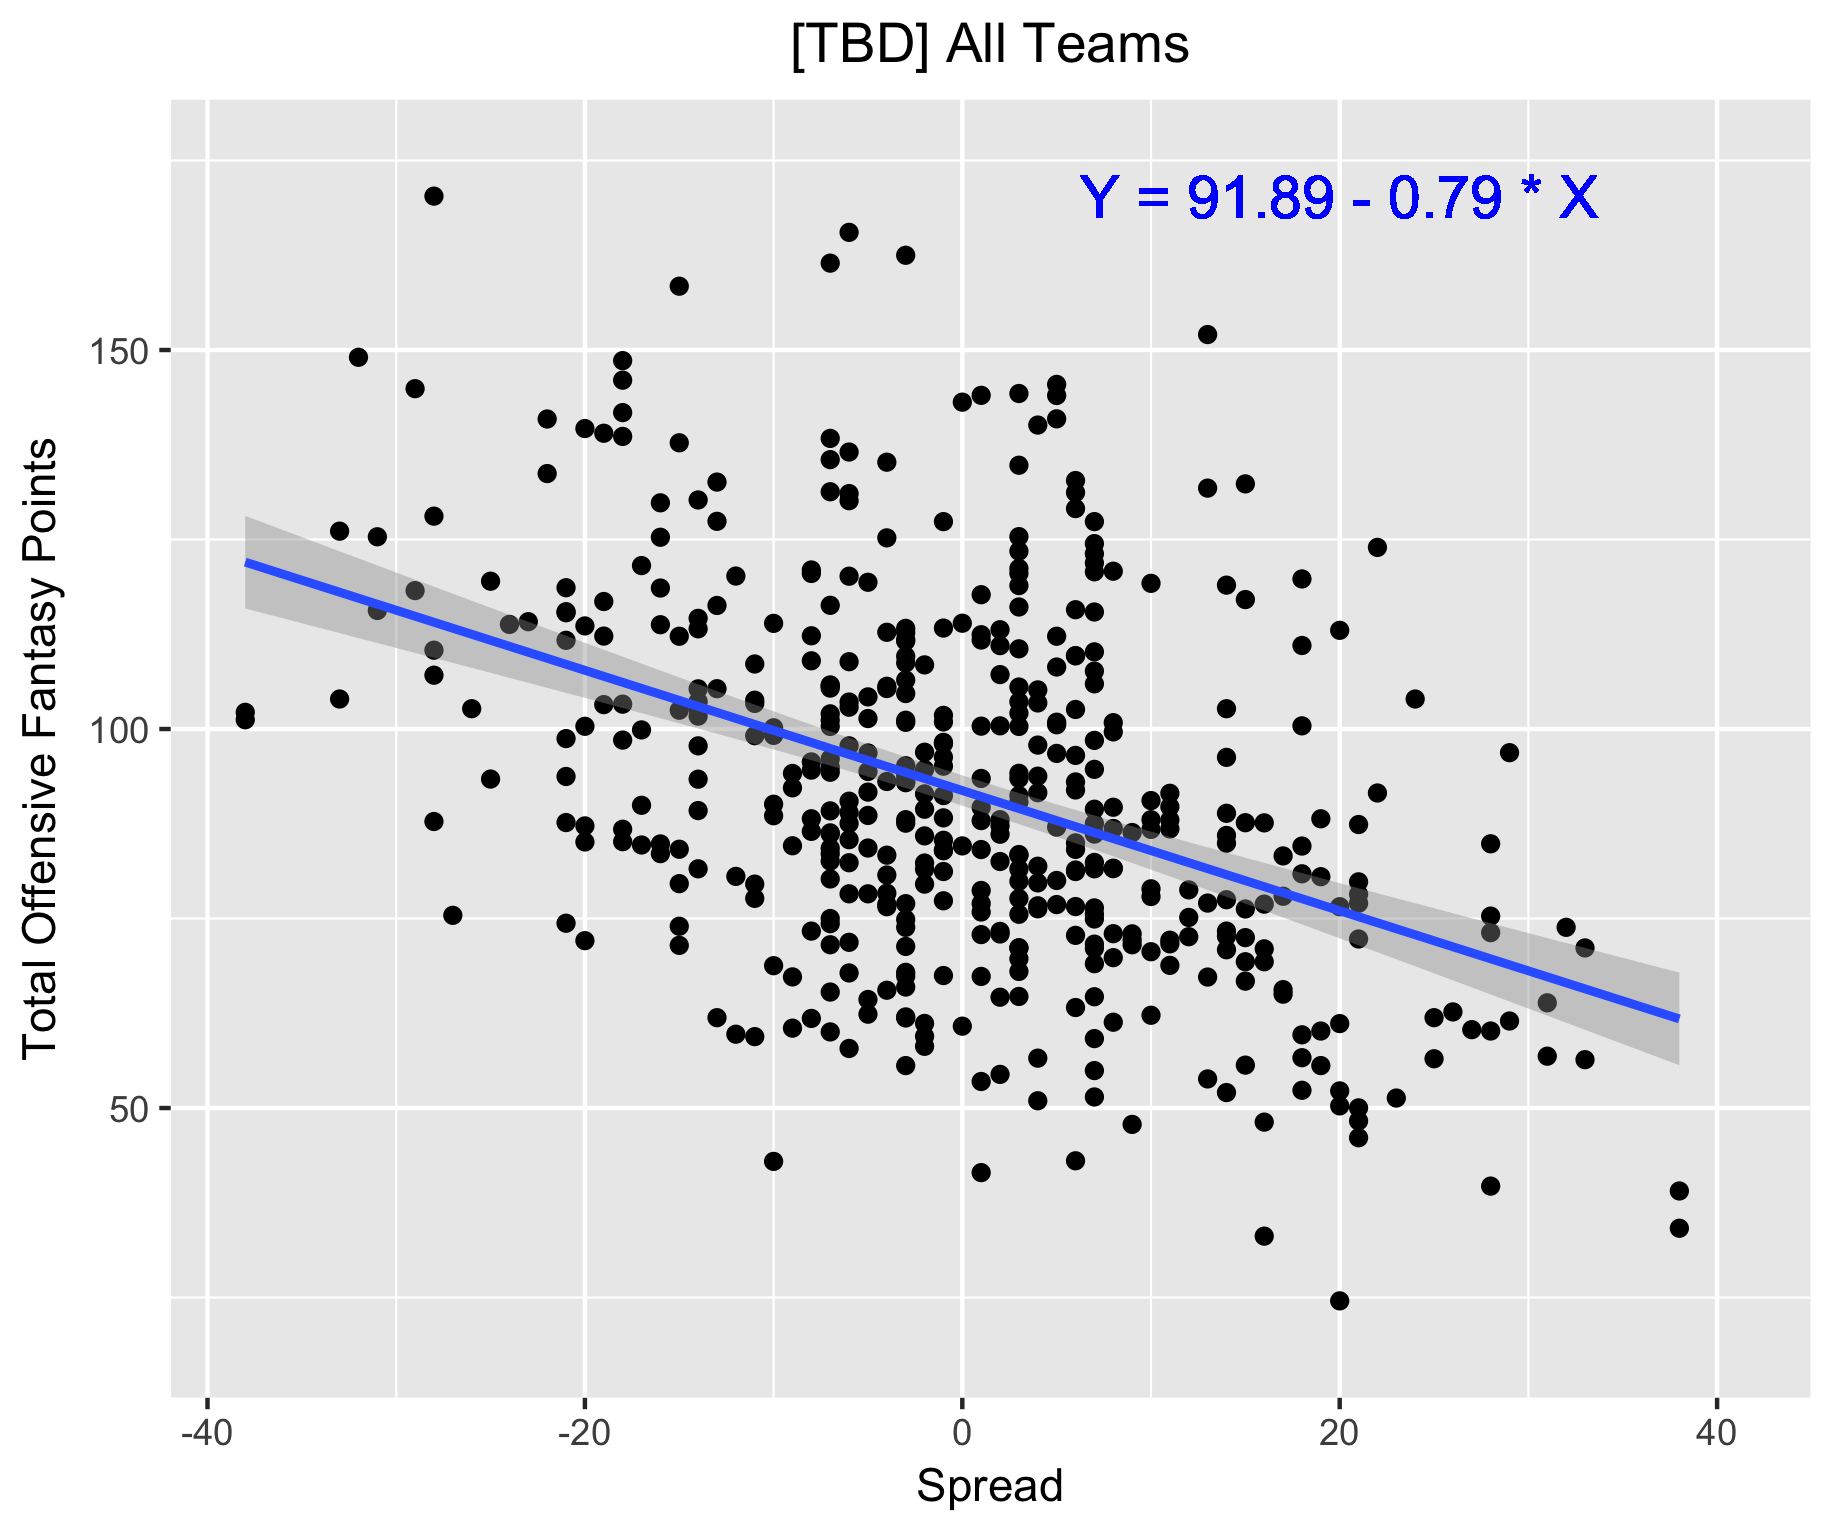 [TBD] All Teams
Y = 91.89 - 0.79 * X
Total Offensive Fantasy Points
150
100
50
-40
-20
0
20
40
Spread